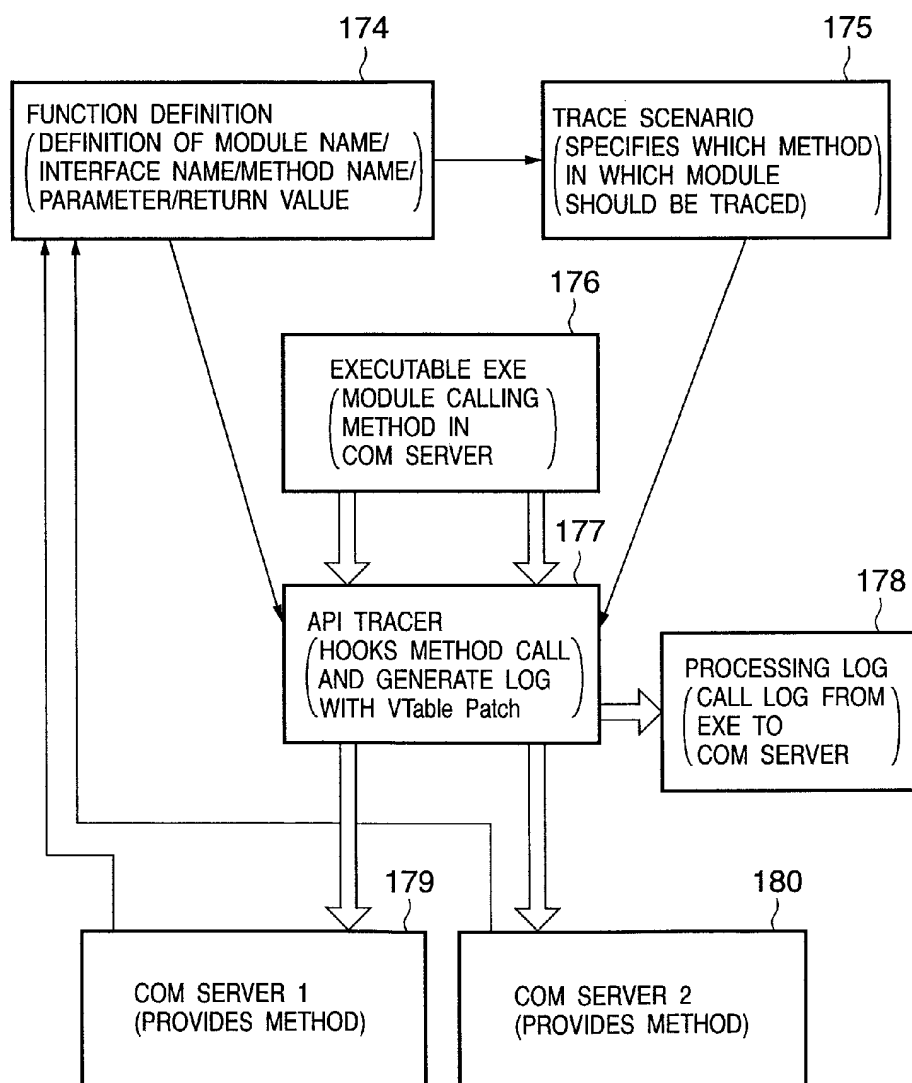 174
FUNCTION DEFINITION
(DEFINITION OF MODULE NAME/
INTERFACE NAME/METHOD NAME/
PARAMETER/RETURN VALUE)
175
TRACE SCENARIO
(SPECIFIES WHICH METHOD
IN WHICH MODULE
SHOULD BE TRACED)
176
EXECUTABLE EXE
(MODULE CALLING
METHOD IN
COM SERVER)
177
API TRACER
(HOOKS METHOD CALL
AND GENERATE LOG
WITH VTable Patch)
178
PROCESSING LOG
(CALL LOG FROM
EXE TO
COM SERVER)
179
COM SERVER 1
(PROVIDES METHOD)
180
COM SERVER 2
(PROVIDES METHOD)